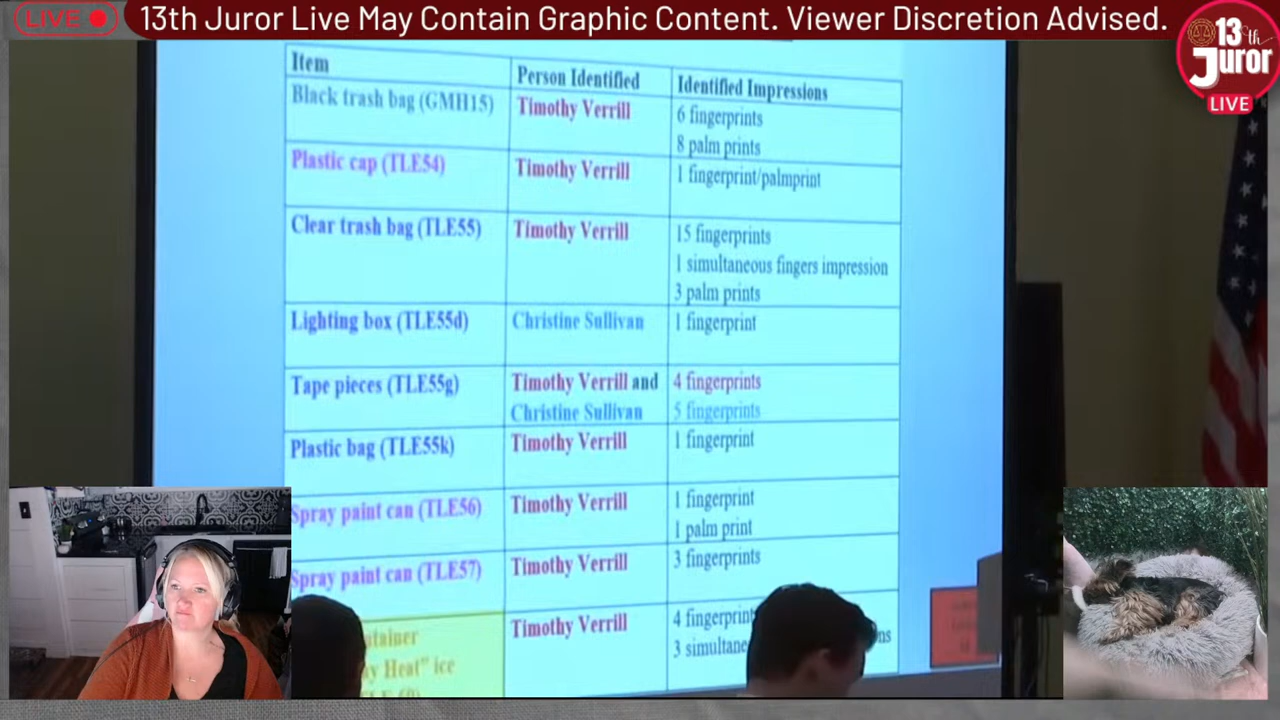 LIVE
13th Juror Live May Contain Graphic Content. Viewer Discretion Advised.
13th
Juror
LIVE
Item Person Identified Identified Impressions
Black trash bag (GMH15) Timothy Verrill 6 fingerprints
8 palm prints
Plastic cap (TLE54) Timothy Verrill 1 fingerprint/palmprint
Clear trash bag (TLE55) Timothy Verrill 15 fingerprints
1 simultaneous fingers impression
3 palm prints
Lighting box (TLE55d) Christine Sullivan 1 fingerprint
Tape pieces (TLE55g) Timothy Verrill and 4 fingerprints
Christine Sullivan 5 fingerprints
Plastic bag (TLE55k) Timothy Verrill 1 fingerprint
Spray paint can (TLE56) Timothy Verrill 1 fingerprint
1 palm print
Spray paint can (TLE57) Timothy Verrill 3 fingerprints
Timothy Verrill 4
Heat" ice 3